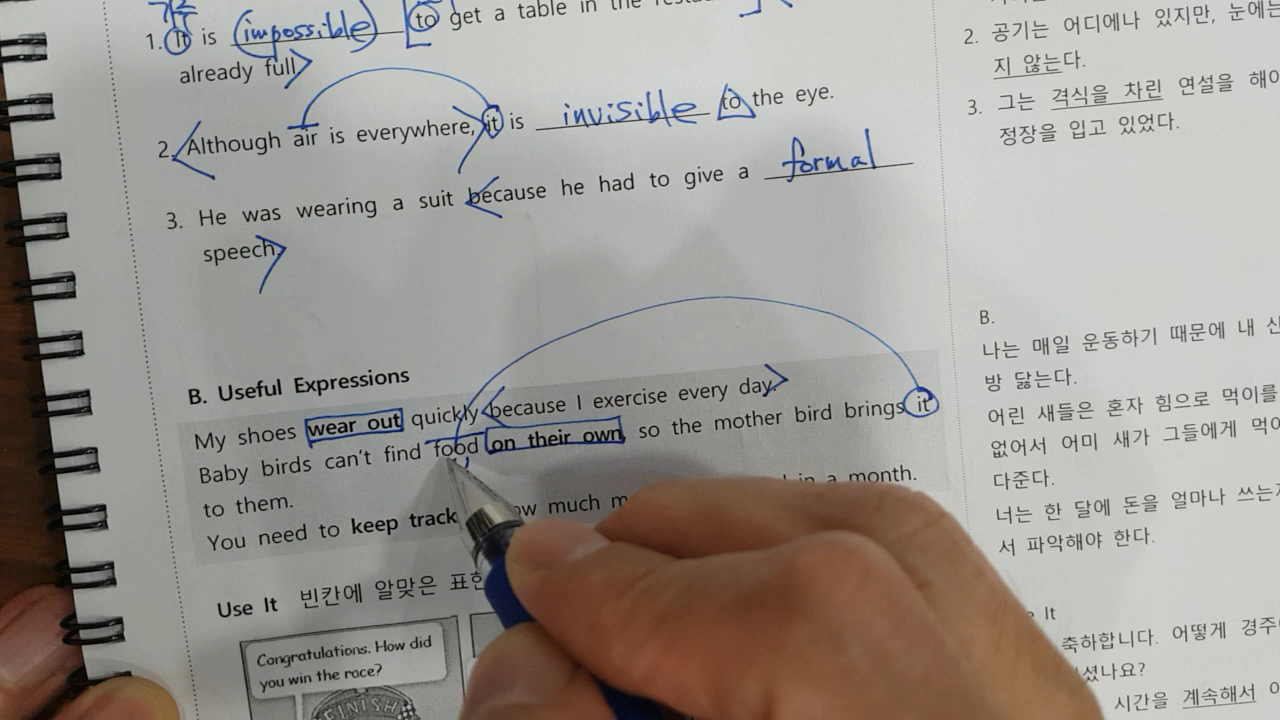 1. It is impossible to get a table in the
already full
2. Although air is everywhere, it is invisible to the eye.
3. He was wearing a suit because he had to give a formal
speech.
B. Useful Expressions
My shoes wear out quickly because I exercise every day.
Baby birds can't find food on their own, so the mother bird brings it
to them.
You need to keep track how much in a month.
Use It 빈칸에 알맞은
Congratulations. How did
you win the race?
FINISH
2. 공기는 어디에나 있지만, 눈에는
지 않는다.
3. 그는 격식을 차린 연설을 해야
정장을 입고 있었다.
B.
나는 매일 운동하기 때문에 내 신
방 닳는다.
어린 새들은 혼자 힘으로 먹이를
없어서 어미 새가 그들에게 먹이
다준다.
너는 한 달에 돈을 얼마나 쓰는지
서 파악해야 한다.
It
축하합니다. 어떻게 경주
셨나요?
시간을 계속해서